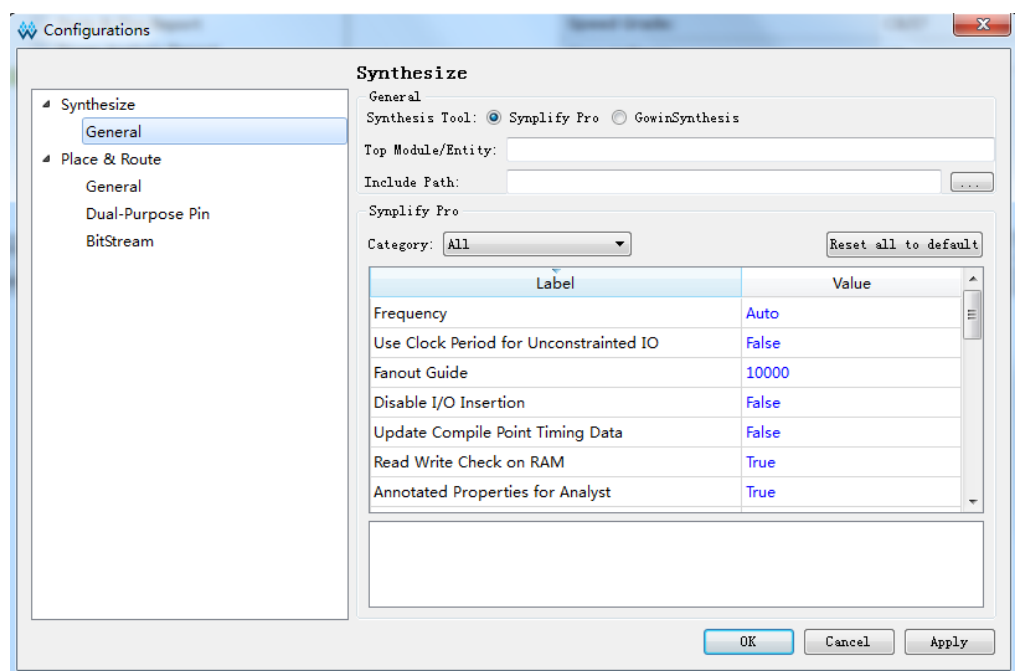 Configurations
Synthesize
General
Place & Route
General
Dual-Purpose Pin
BitStream
Synthesize
General
Synthesis Tool: Synplify Pro GowinSynthesis
Top Module/Entity:
Include Path: ...
Synplify Pro
Category: All Reset all to default
Label Value
Frequency Auto
Use Clock Period for Unconstrainted IO False
Fanout Guide 10000
Disable I/O Insertion False
Update Compile Point Timing Data False
Read Write Check on RAM True
Annotated Properties for Analyst True
OK Cancel Apply